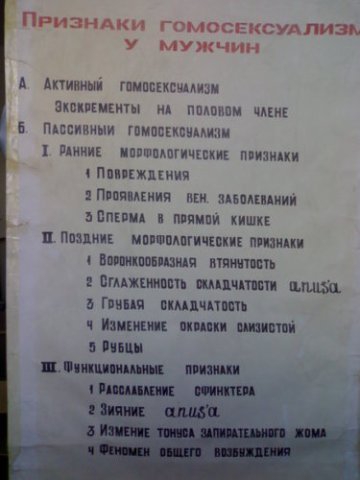 ПРИЗНАКИ ГОМОСЕКСУАЛИЗМ
У МУЖЧИН
А. АКТИВНЫЙ ГОМОСЕКСУАЛИЗМ
ЭКСКРЕМЕНТЫ НА ПОЛОВОМ ЧЛЕНЕ
Б. ПАССИВНЫЙ ГОМОСЕКСУАЛИЗМ
I. РАННИЕ МОРФОЛОГИЧЕСКИЕ ПРИЗНАКИ
1 ПОВРЕЖДЕНИЯ
2 ПРОЯВЛЕНИЯ ВЕН. ЗАБОЛЕВАНИЙ
3 СПЕРМА В ПРЯМОЙ КИШКЕ
II. ПОЗДНИЕ МОРФОЛОГИЧЕСКИЕ ПРИЗНАКИ
1 ВОРОНКООБРАЗНАЯ ВТЯНУТОСТЬ
2 СГЛАЖЕННОСТЬ СКЛАДЧАТОСТИ anus'a
3 ГРУБАЯ СКЛАДЧАТОСТЬ
4 ИЗМЕНЕНИЕ ОКРАСКИ СЛИЗИСТОЙ
5 РУБЦЫ
III. ФУНКЦИОНАЛЬНЫЕ ПРИЗНАКИ
1 РАССЛАБЛЕНИЕ СФИНКТЕРА
2 ЗИЯНИЕ anus'a
3 ИЗМЕНИЕ ТОНУСА ЗАПИРАТЕЛЬНОГО ЖОМА
4 ФЕНОМЕН ОБЩЕГО ВОЗБУЖДЕНИЯ